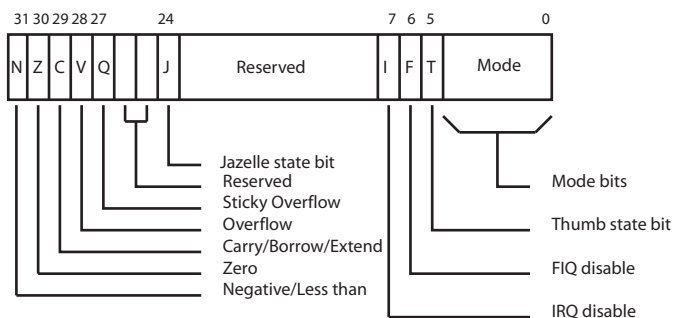 31 30 29 28 27 24 7 6 5 0
N Z C V Q J Reserved I F T Mode
Jazelle state bit
Reserved
Sticky Overflow
Overflow
Carry/Borrow/Extend
Zero
Negative/Less than
Mode bits
Thumb state bit
FIQ disable
IRQ disable